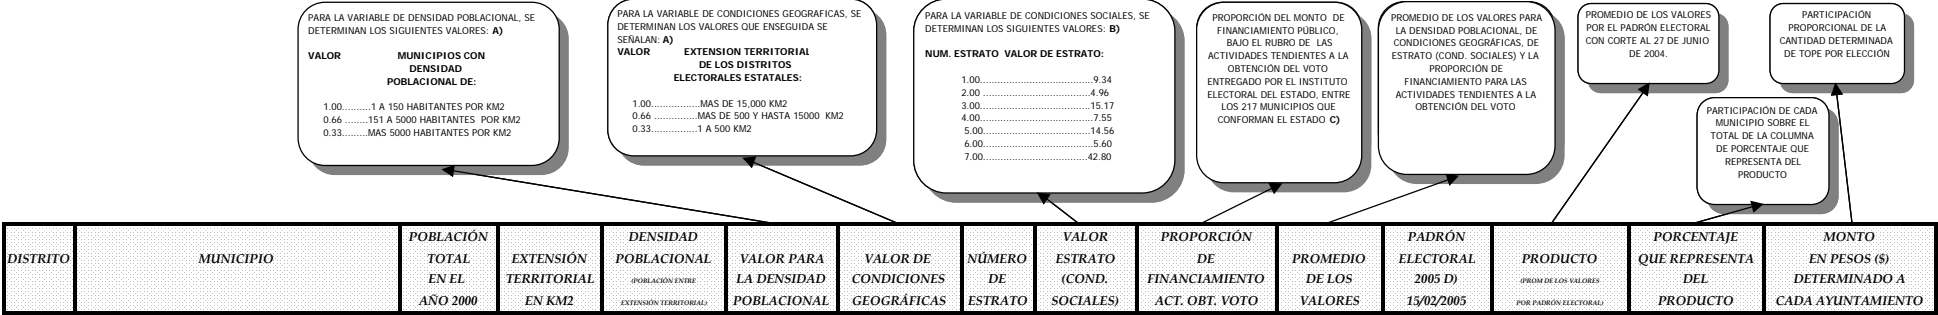 PARA LA VARIABLE DE DENSIDAD POBLACIONAL, SE
DETERMINAN LOS SIGUIENTES VALORES: A)
VALOR MUNICIPIOS CON
DENSIDAD
POBLACIONAL DE:
1.00..........1 A 150 HABITANTES POR KM2
0.66 ........151 A 5000 HABITANTES POR KM2
0.33........MAS 5000 HABITANTES POR KM2
PARA LA VARIABLE DE CONDICIONES GEOGRAFICAS, SE
DETERMINAN LOS VALORES QUE ENSEGUIDA SE
SEÑALAN: A)
VALOR EXTENSION TERRITORIAL
DE LOS DISTRITOS
ELECTORALES ESTATALES:
1.00.................MAS DE 15,000 KM2
0.66 ...............MAS DE 500 Y HASTA 15000 KM2
0.33................1 A 500 KM2
PARA LA VARIABLE DE CONDICIONES SOCIALES, SE
DETERMINAN LOS SIGUIENTES VALORES: B)
NUM. ESTRATO VALOR DE ESTRATO:
1.00.......................................9.34
2.00 ......................................4.96
3.00.......................................15.17
4.00.......................................7.55
5.00......................................14.56
6.00.......................................5.60
7.00.....................................42.80
PROPORCIÓN DEL MONTO DE
FINANCIAMIENTO PÚBLICO,
BAJO EL RUBRO DE LAS
ACTIVIDADES TENDIENTES A LA
OBTENCIÓN DEL VOTO
ENTREGADO POR EL INSTITUTO
ELECTORAL DEL ESTADO, ENTRE
LOS 217 MUNICIPIOS QUE
CONFORMAN EL ESTADO C)
PROMEDIO DE LOS VALORES PARA
LA DENSIDAD POBLACIONAL, DE
CONDICIONES GEOGRÁFICAS, DE
ESTRATO (COND. SOCIALES) Y LA
PROPORCIÓN DE
FINANCIAMIENTO PARA LAS
ACTIVIDADES TENDIENTES A LA
OBTENCIÓN DEL VOTO
PROMEDIO DE LOS VALORES
POR EL PADRÓN ELECTORAL
CON CORTE AL 27 DE JUNIO
DE 2004.
PARTICIPACIÓN DE CADA
MUNICIPIO SOBRE EL
TOTAL DE LA COLUMNA
DE PORCENTAJE QUE
REPRESENTA DEL
PRODUCTO
PARTICIPACIÓN
PROPORCIONAL DE LA
CANTIDAD DETERMINADA
DE TOPE POR ELECCIÓN
DISTRITO
MUNICIPIO
POBLACIÓN
TOTAL
EN EL
AÑO 2000
EXTENSIÓN
TERRITORIAL
EN KM2
DENSIDAD
POBLACIONAL
(POBLACIÓN ENTRE
EXTENSIÓN TERRITORIAL)
VALOR PARA
LA DENSIDAD
POBLACIONAL
VALOR DE
CONDICIONES
GEOGRÁFICAS
NÚMERO
DE
ESTRATO
VALOR
ESTRATO
(COND.
SOCIALES)
PROPORCIÓN
DE
FINANCIAMIENTO
ACT. OBT. VOTO
PROMEDIO
DE LOS
VALORES
PADRÓN
ELECTORAL
2005 D)
15/02/2005
PRODUCTO
(PROM DE LOS VALORES
POR PADRÓN ELECTORAL)
PORCENTAJE
QUE REPRESENTA
DEL
PRODUCTO
MONTO
EN PESOS ($)
DETERMINADO A
CADA AYUNTAMIENTO